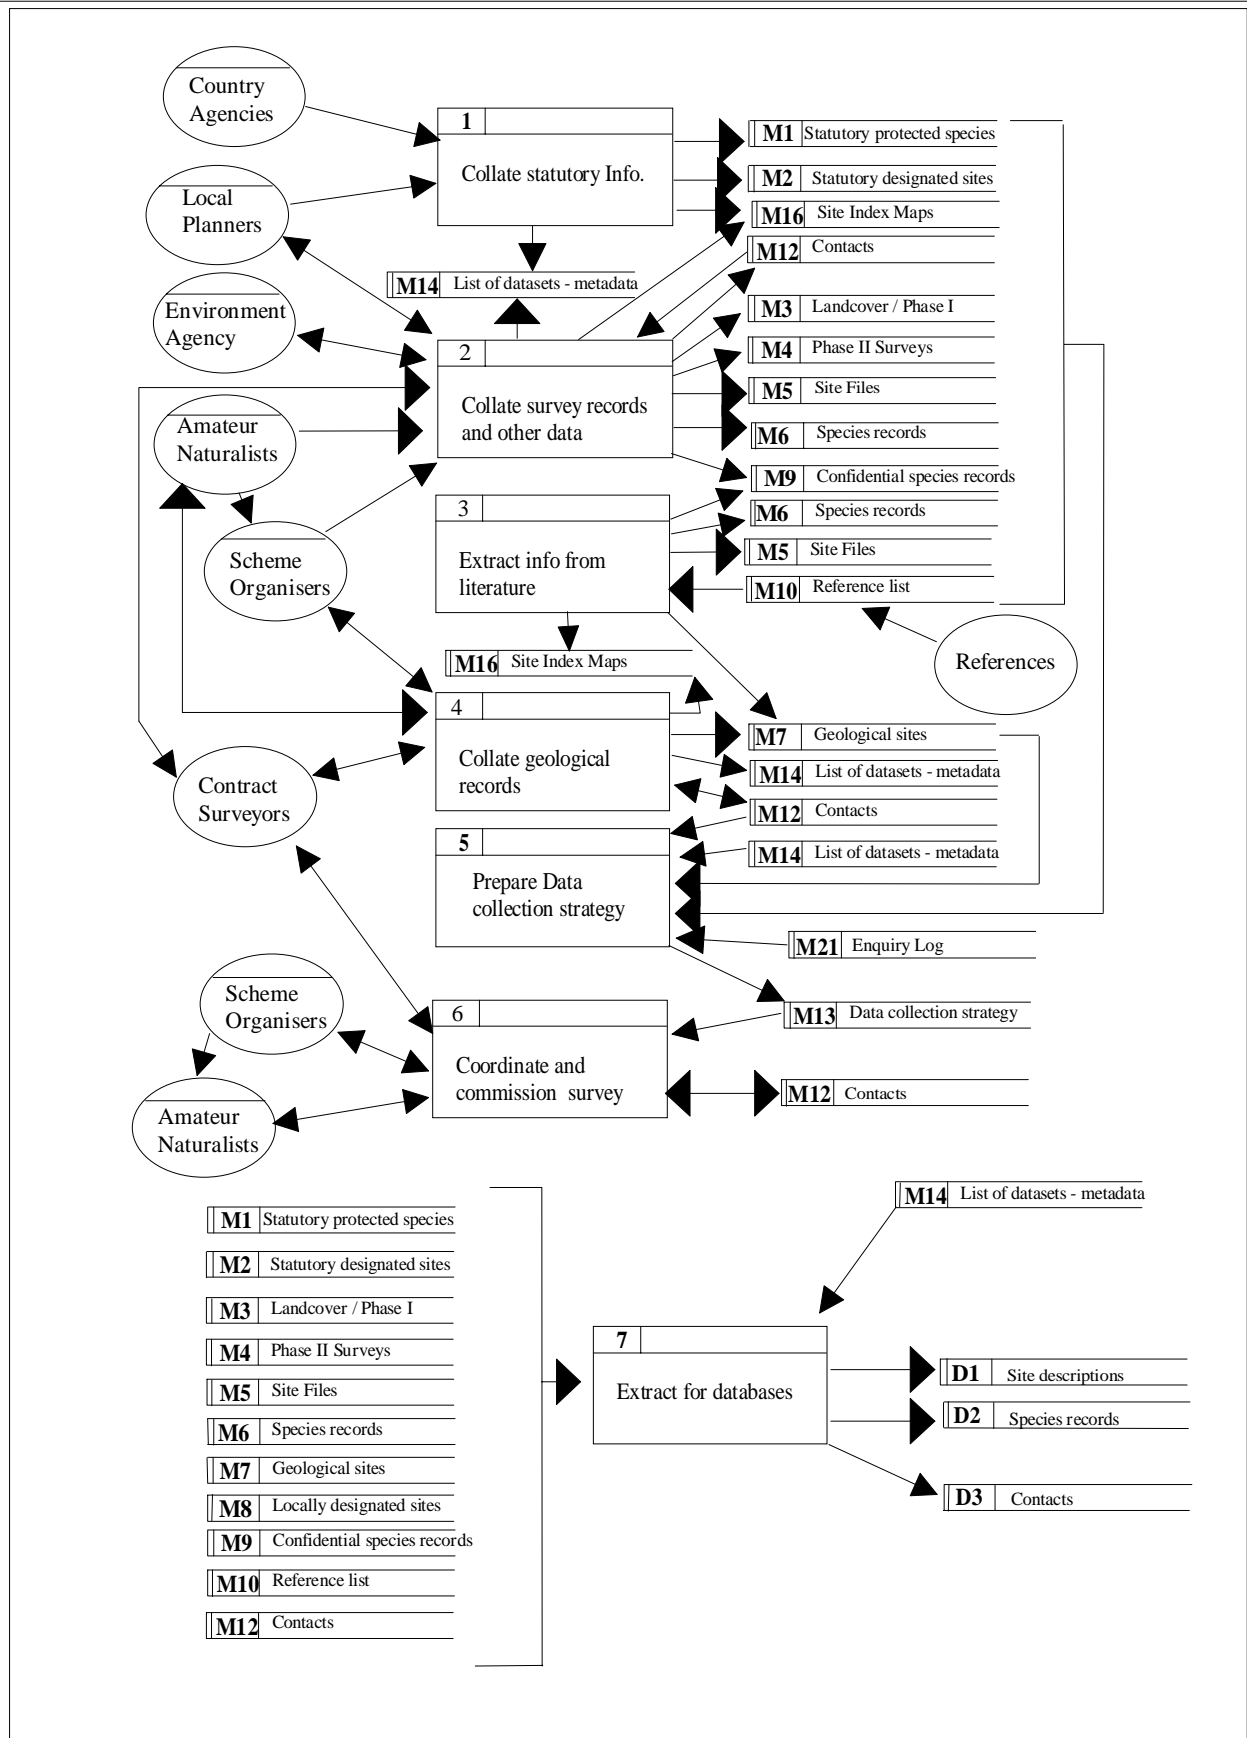 Country
Agencies
1
Collate statutory Info.
M1 Statutory protected species
M2 Statutory designated sites
M16 Site Index Maps
M12 Contacts
Local
Planners
M14 List of datasets - metadata
Environment
Agency
2
Collate survey records
and other data
M3 Landcover / Phase I
M4 Phase II Surveys
M5 Site Files
M6 Species records
M9 Confidential species records
Amateur
Naturalists
3
Extract info from
literature
M6 Species records
M5 Site Files
M10 Reference list
Scheme
Organisers
References
M16 Site Index Maps
4
Collate geological
records
M7 Geological sites
M14 List of datasets - metadata
M12 Contacts
Contract
Surveyors
5
Prepare Data
collection strategy
M14 List of datasets - metadata
M21 Enquiry Log
Scheme
Organisers
6
Coordinate and
commission survey
M13 Data collection strategy
M12 Contacts
Amateur
Naturalists
M14 List of datasets - metadata
M1 Statutory protected species
M2 Statutory designated sites
M3 Landcover / Phase I
M4 Phase II Surveys
M5 Site Files
M6 Species records
M7 Geological sites
M8 Locally designated sites
M9 Confidential species records
M10 Reference list
M12 Contacts
7
Extract for databases
D1 Site descriptions
D2 Species records
D3 Contacts